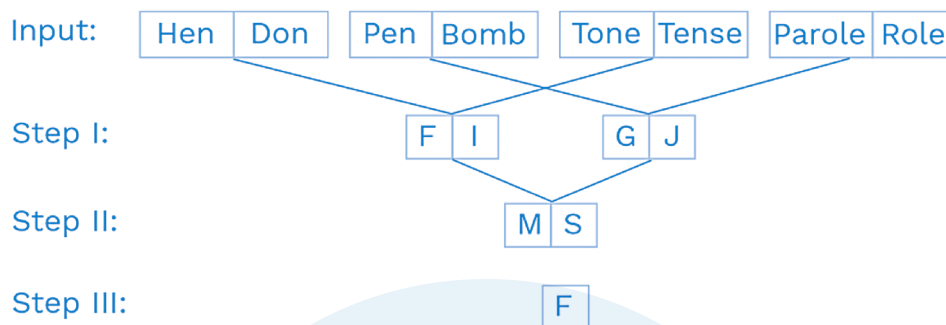 Input: Hen Don Pen Bomb Tone Tense Parole Role
Step I: F I G J
Step II: M S
Step III: F